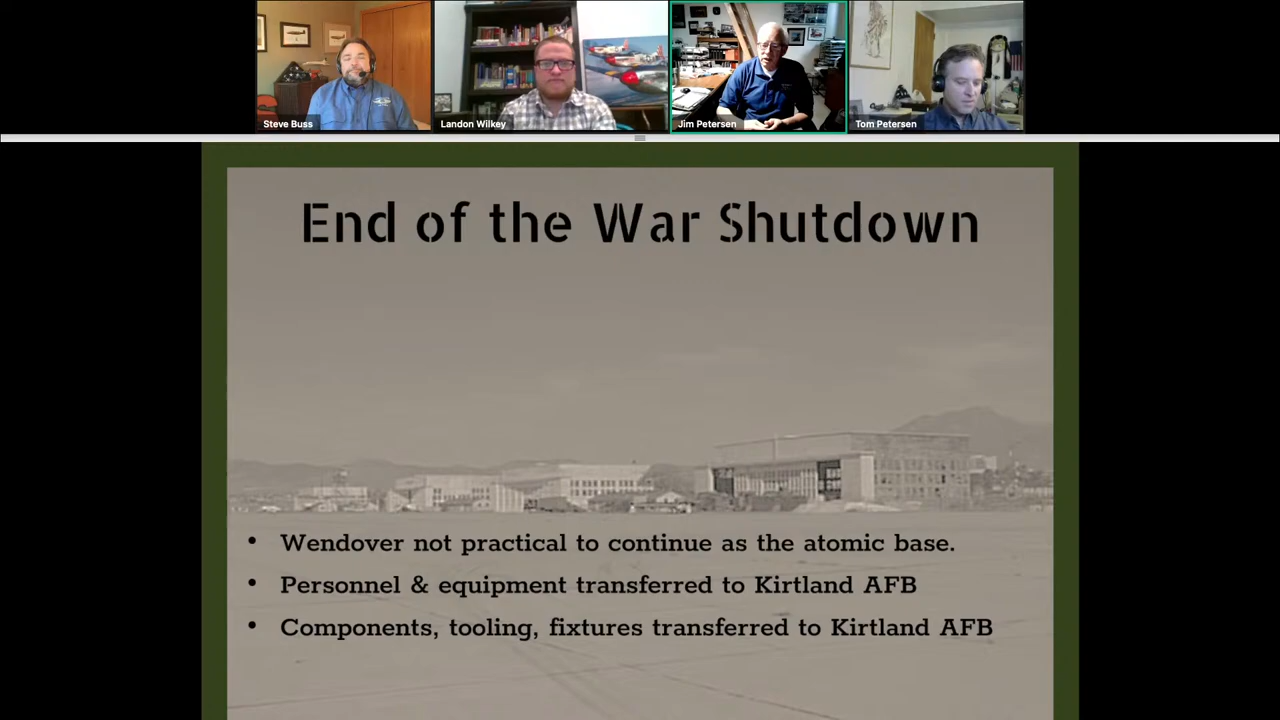 Steve Buss
Landon Wilkey
Jim Petersen
Tom Petersen
End of the War Shutdown
• Wendover not practical to continue as the atomic base.
• Personnel & equipment transferred to Kirtland AFB
• Components, tooling, fixtures transferred to Kirtland AFB